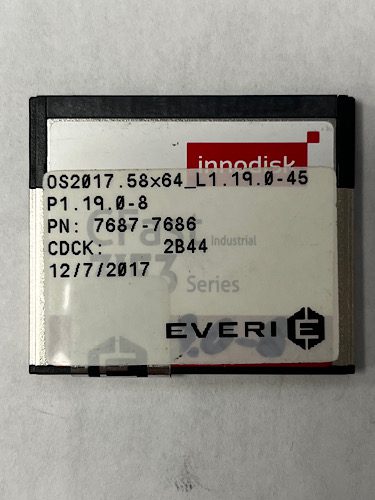 innodisk
OS2017.58x64_L1.19.0-45
P1.19.0-8
PN: 7687-7686
CFast Industrial
CDCK: 2B44
12/7/2017
Series
EVERI E